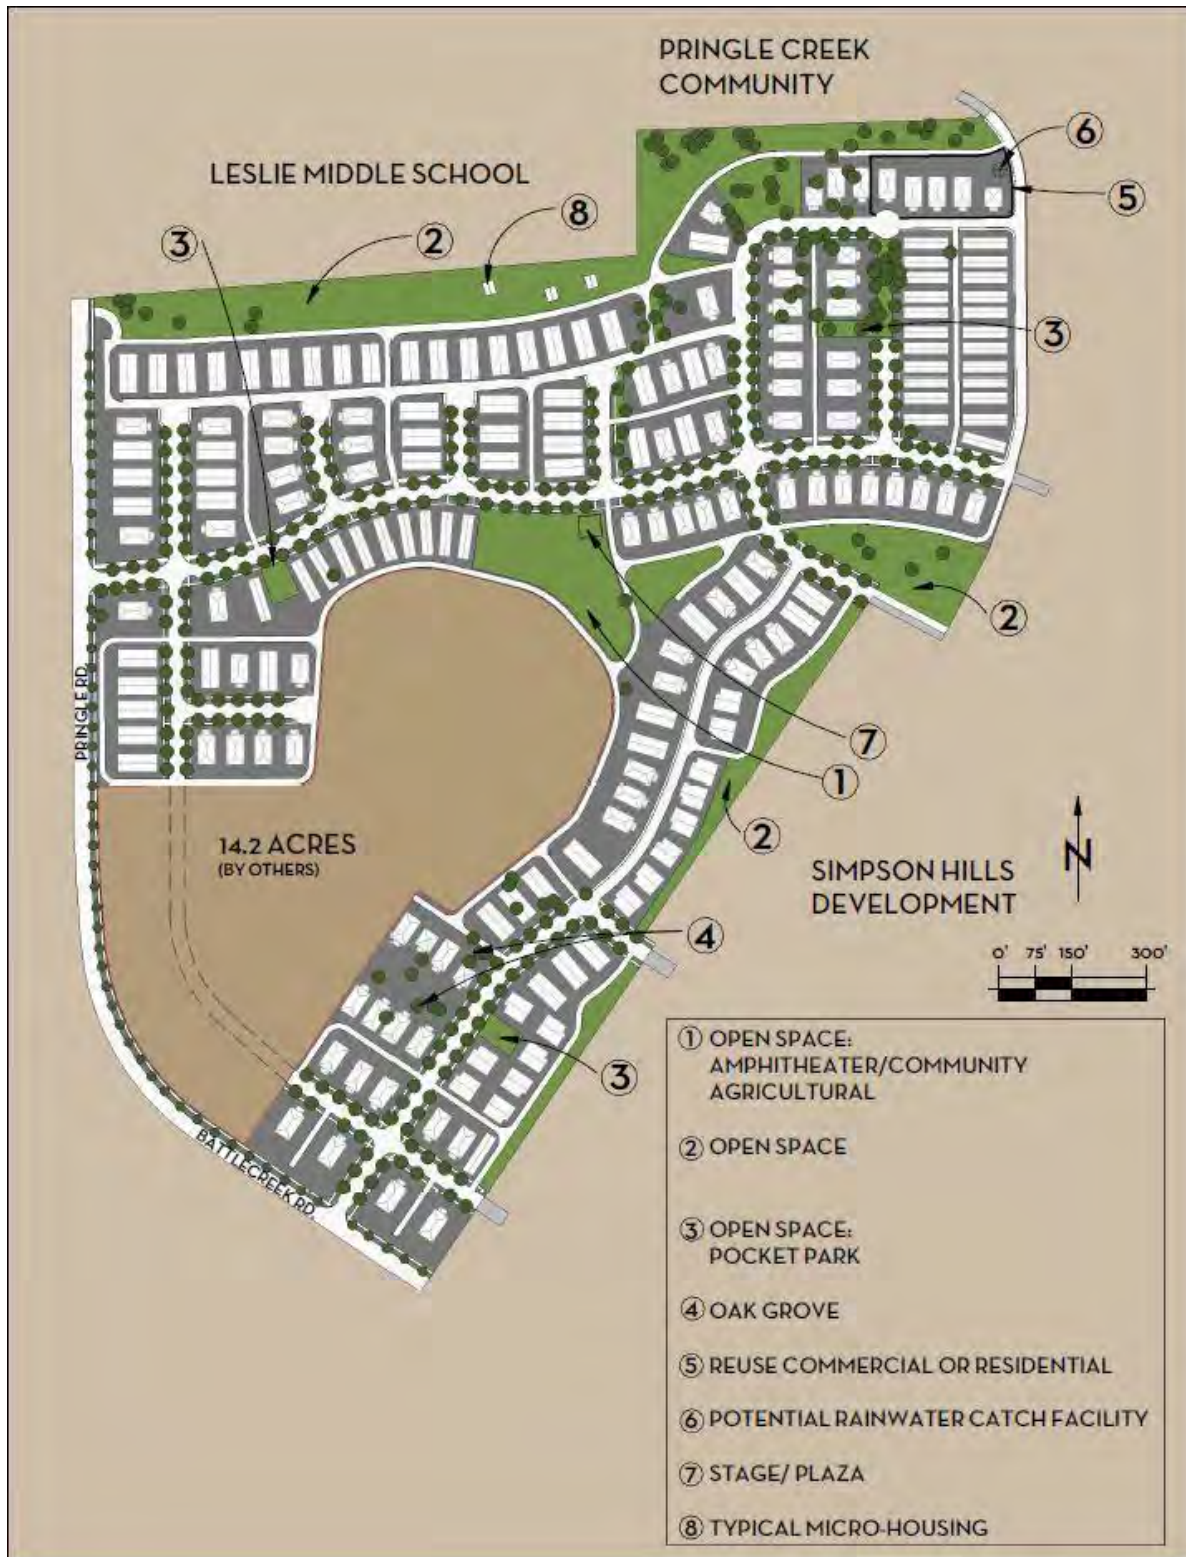 PRINGLE CREEK
COMMUNITY
6
LESLIE MIDDLE SCHOOL
8
5
3
2
3
2
PRINGLE RD.
7
1
14.2 ACRES
(BY OTHERS)
2
SIMPSON HILLS
DEVELOPMENT
N
4
0' 75' 150' 300'
3
BATTLECREEK RD.
1 OPEN SPACE:
AMPHITHEATER/COMMUNITY
AGRICULTURAL
2 OPEN SPACE
3 OPEN SPACE:
POCKET PARK
4 OAK GROVE
5 REUSE COMMERCIAL OR RESIDENTIAL
6 POTENTIAL RAINWATER CATCH FACILITY
7 STAGE/ PLAZA
8 TYPICAL MICRO-HOUSING